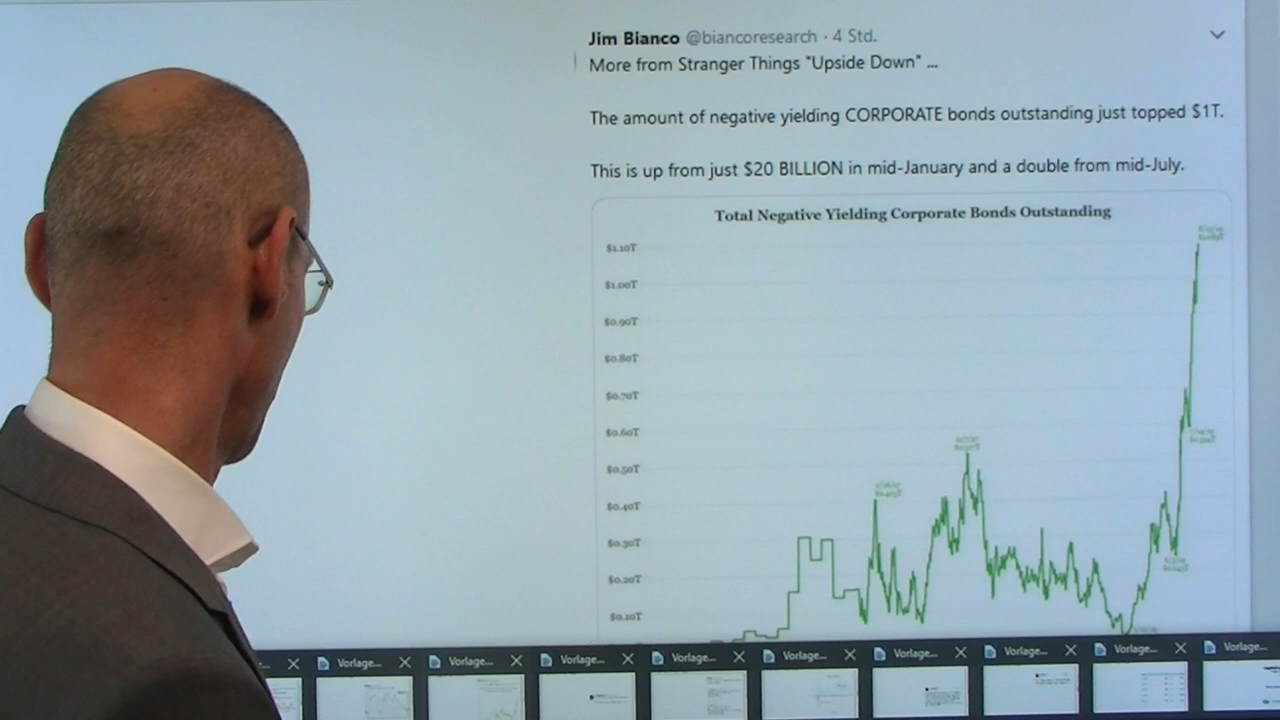 Jim Bianco @biancoresearch · 4 Std.
More from Stranger Things "Upside Down" ...
The amount of negative yielding CORPORATE bonds outstanding just topped $1T.
This is up from just $20 BILLION in mid-January and a double from mid-July.
Total Negative Yielding Corporate Bonds Outstanding
$1.10T
$1.00T
$0.90T
$0.80T
$0.70T
$0.60T
$0.50T
$0.40T
$0.30T
$0.20T
$0.10T
... Vorlage... Vorlage... Vorlage... Vorlage... Vorlage... Vorlage... Vorlage... Vorlage... Vorlage...